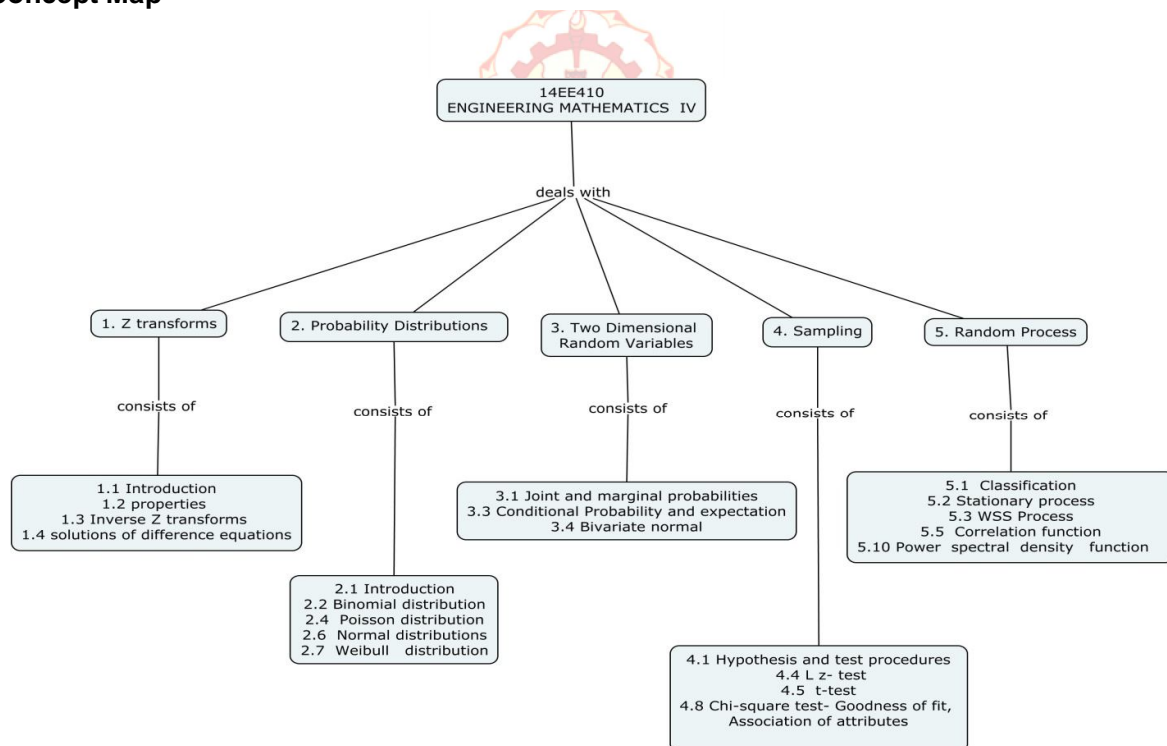 Concept Map
14EE410
ENGINEERING MATHEMATICS IV
deals with
1. Z transforms
2. Probability Distributions
3. Two Dimensional
Random Variables
4. Sampling
5. Random Process
consists of
consists of
consists of
consists of
consists of
1.1 Introduction
1.2 properties
1.3 Inverse Z transforms
1.4 solutions of difference equations
2.1 Introduction
2.2 Binomial distribution
2.4 Poisson distribution
2.6 Normal distributions
2.7 Weibull distribution
3.1 Joint and marginal probabilities
3.3 Conditional Probability and expectation
3.4 Bivariate normal
4.1 Hypothesis and test procedures
4.4 L z- test
4.5 t-test
4.8 Chi-square test- Goodness of fit,
Association of attributes
5.1 Classification
5.2 Stationary process
5.3 WSS Process
5.5 Correlation function
5.10 Power spectral density function